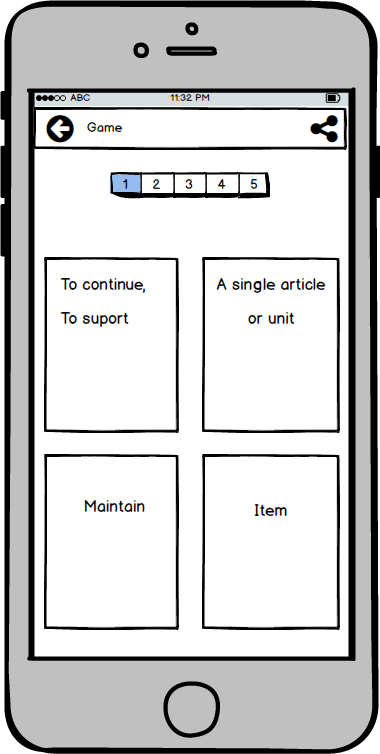 ABC 11:32 PM
Game
1 2 3 4 5
To continue,
To suport
A single article
or unit
Maintain
Item